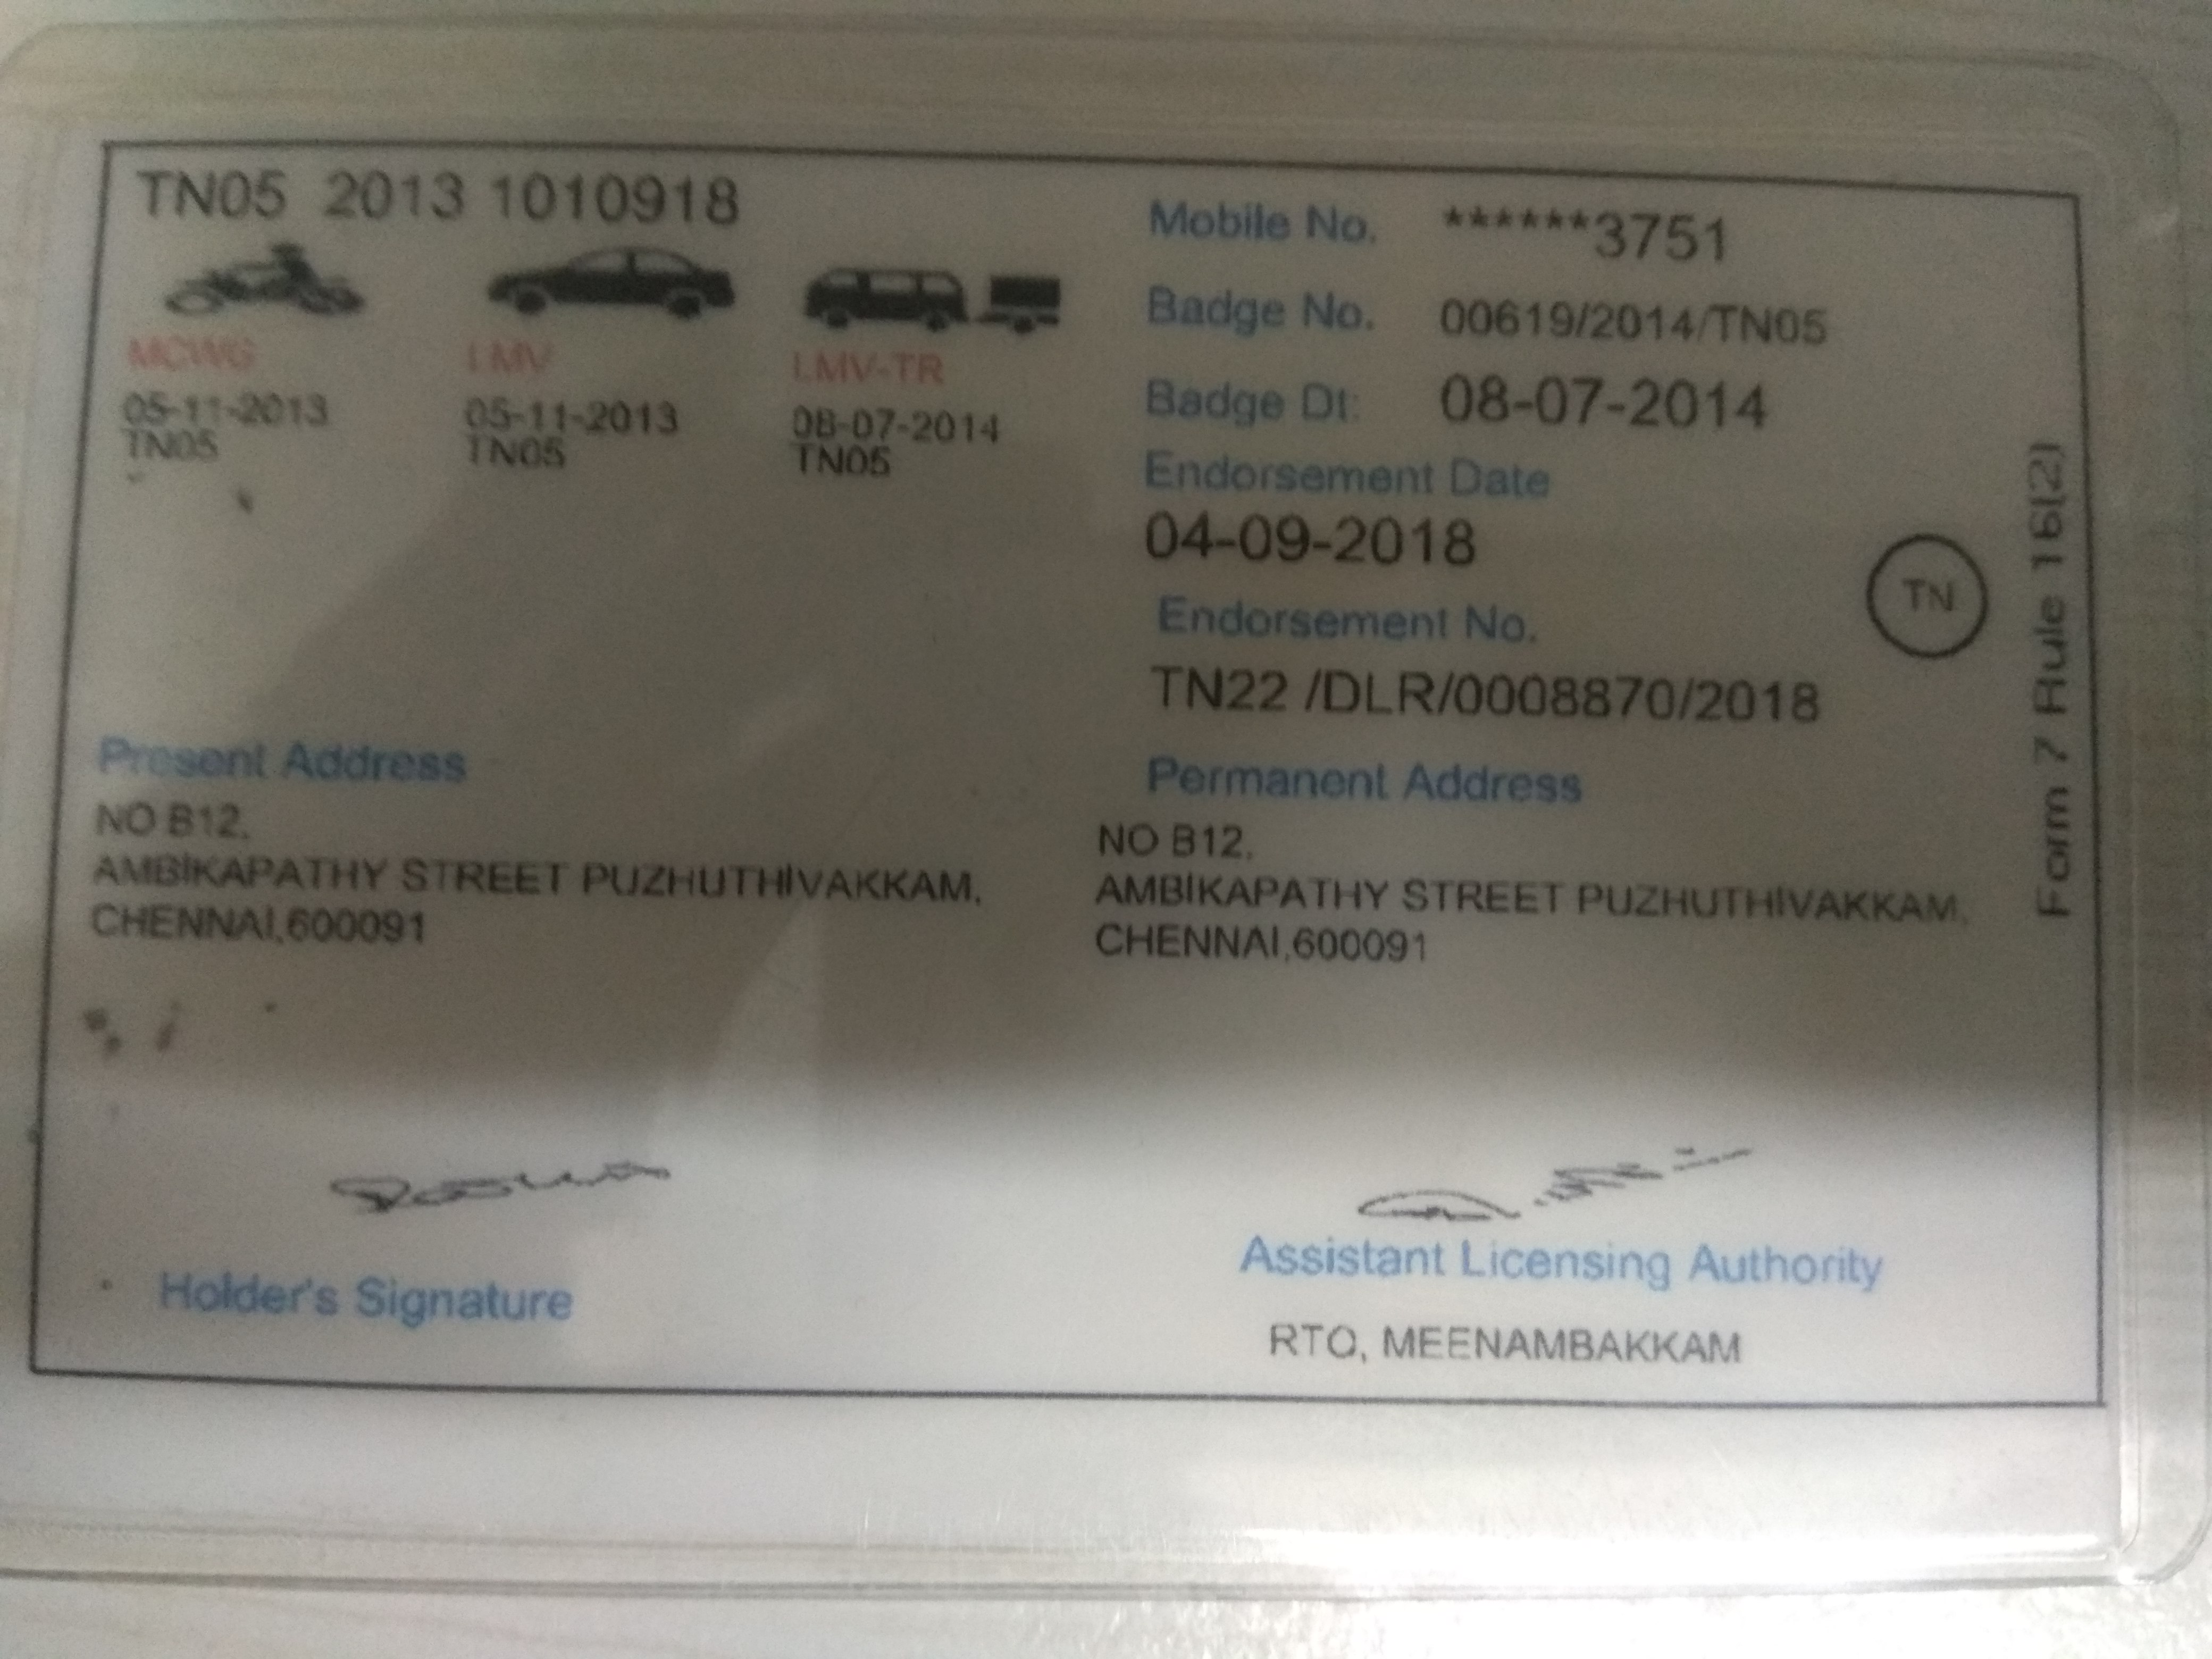 TN05 2013 1010918
MCWG
LMV
LMV-TR
05-11-2013
TN05
05-11-2013
TN05
08-07-2014
TN05
Mobile No. ******3751
Badge No. 00619/2014/TN05
Badge Dt: 08-07-2014
Endorsement Date
04-09-2018
Endorsement No.
TN22 /DLR/0008870/2018
TN
Form 7 Rule 16(2)
Present Address
NO B12,
AMBIKAPATHY STREET PUZHUTHIVAKKAM,
CHENNAI,600091
Permanent Address
NO B12,
AMBIKAPATHY STREET PUZHUTHIVAKKAM,
CHENNAI,600091
Holder's Signature
Assistant Licensing Authority
RTO, MEENAMBAKKAM